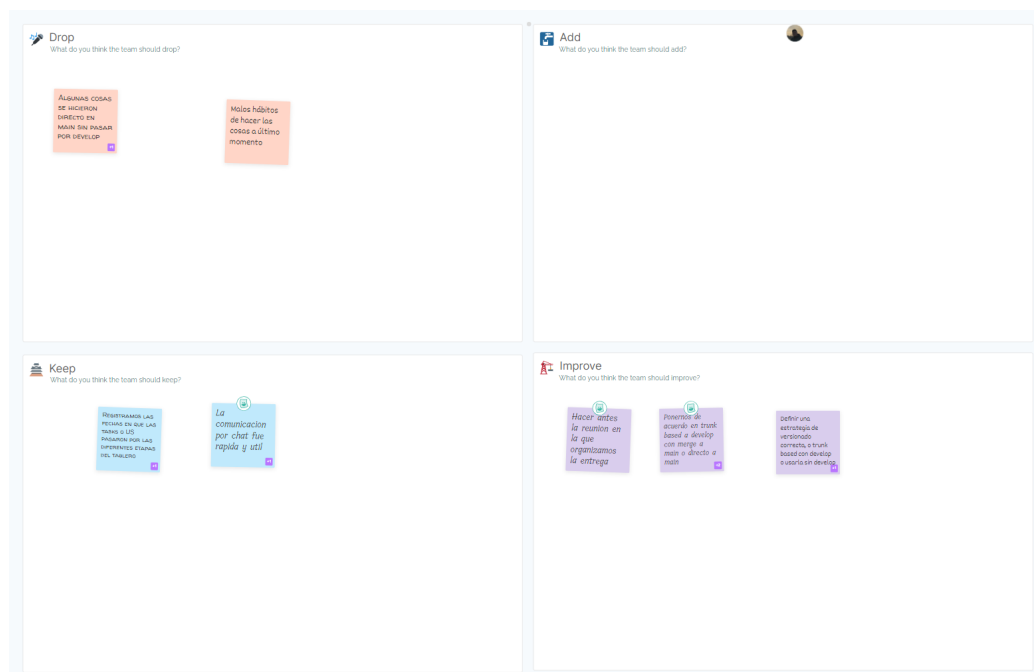 Drop
What do you think the team should drop?
Algunas cosas
se hicieron
directo en
main sin pasar
por develop
Malos hábitos
de hacer las
cosas a último
momento
Add
What do you think the team should add?
Keep
What do you think the team should keep?
Registramos las
fechas en que las
tasks o US
pasaron por las
diferentes etapas
del tablero
La
comunicacion
por chat fue
rapida y util
Improve
What do you think the team should improve?
Hacer antes
la reunion en
la que
organizamos
la entrega
Ponernos de
acuerdo en trunk
based a develop
con merge a
main o directo a
main
Definir una
estrategia de
versionado
correcta, o trunk
based con develop
o usarla sin develop